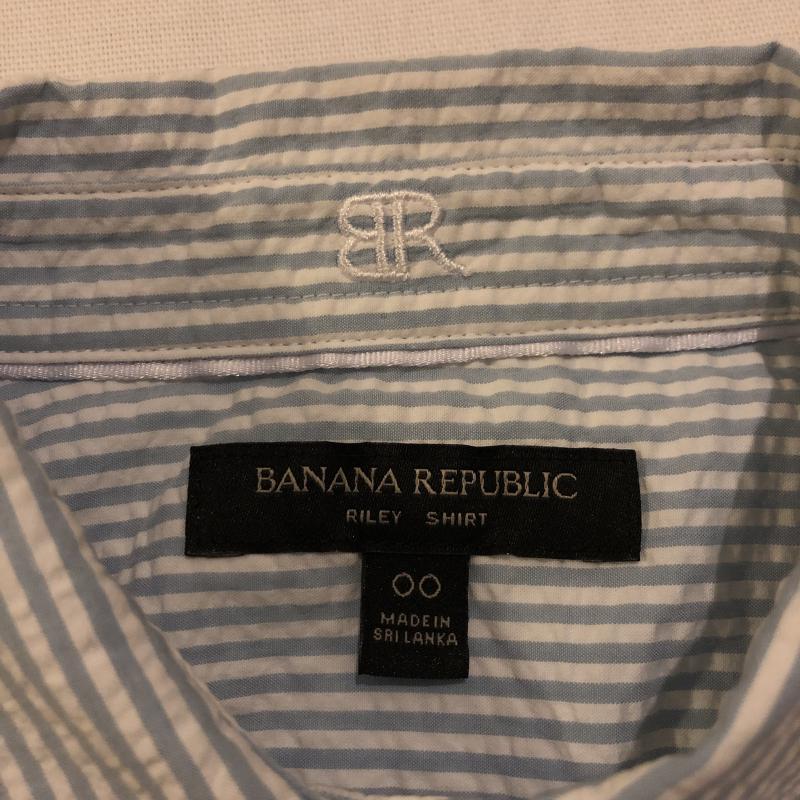 BR
BANANA REPUBLIC
RILEY SHIRT
00
MADE IN
SRI LANKA